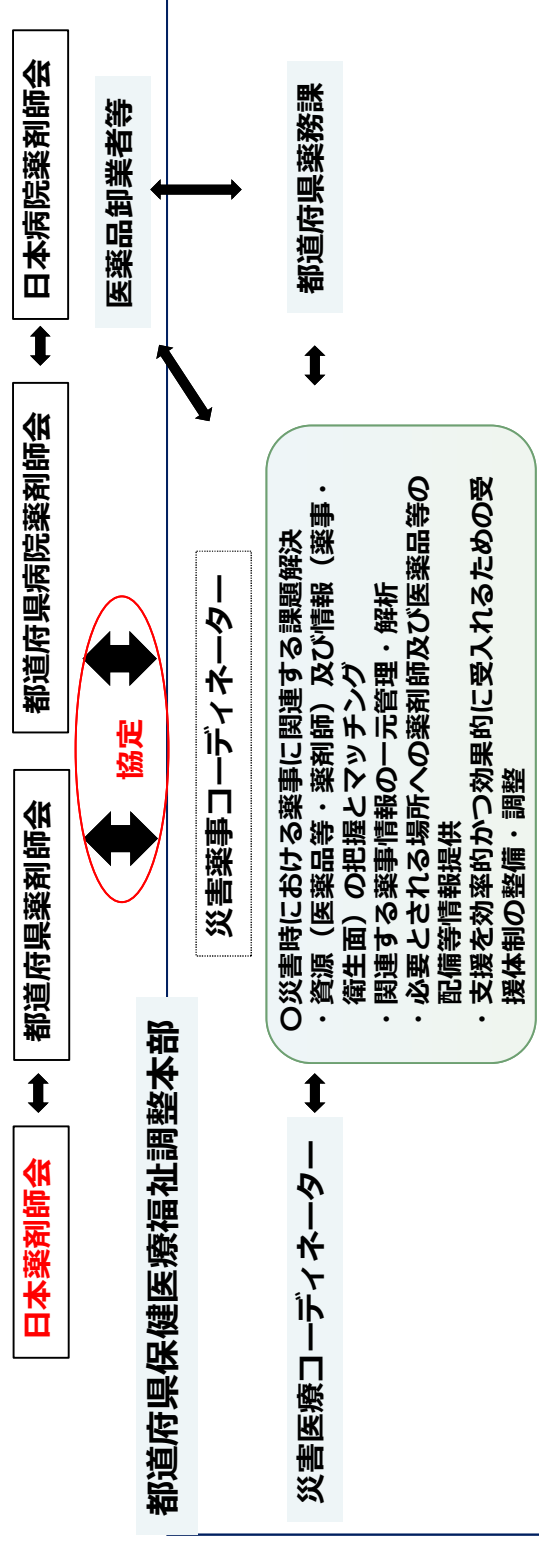 日本薬剤師会
都道府県薬剤師会
都道府県病院薬剤師会
日本病院薬剤師会
協定
医薬品卸業者等
都道府県保健医療福祉調整本部
災害薬事コーディネーター
災害医療コーディネーター
〇災害時における薬事に関連する課題解決
・資源（医薬品等・薬剤師）及び情報（薬事・
衛生面）の把握とマッチング
・関連する薬事情報の一元管理・解析
・必要とされる場所への薬剤師及び医薬品等の
配備等情報提供
・支援を効率的かつ効果的に受入れるための受
援体制の整備・調整
都道府県薬務課